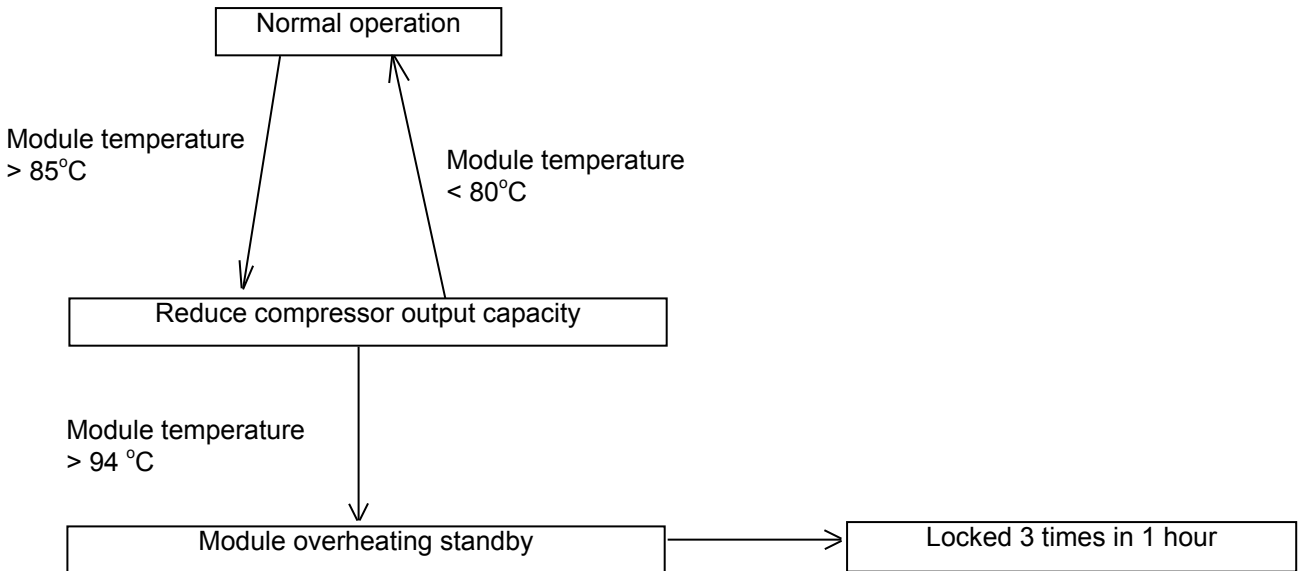 Normal operation
Module temperature
> 85°C
Module temperature
< 80°C
Reduce compressor output capacity
Module temperature
> 94 °C
Module overheating standby
Locked 3 times in 1 hour